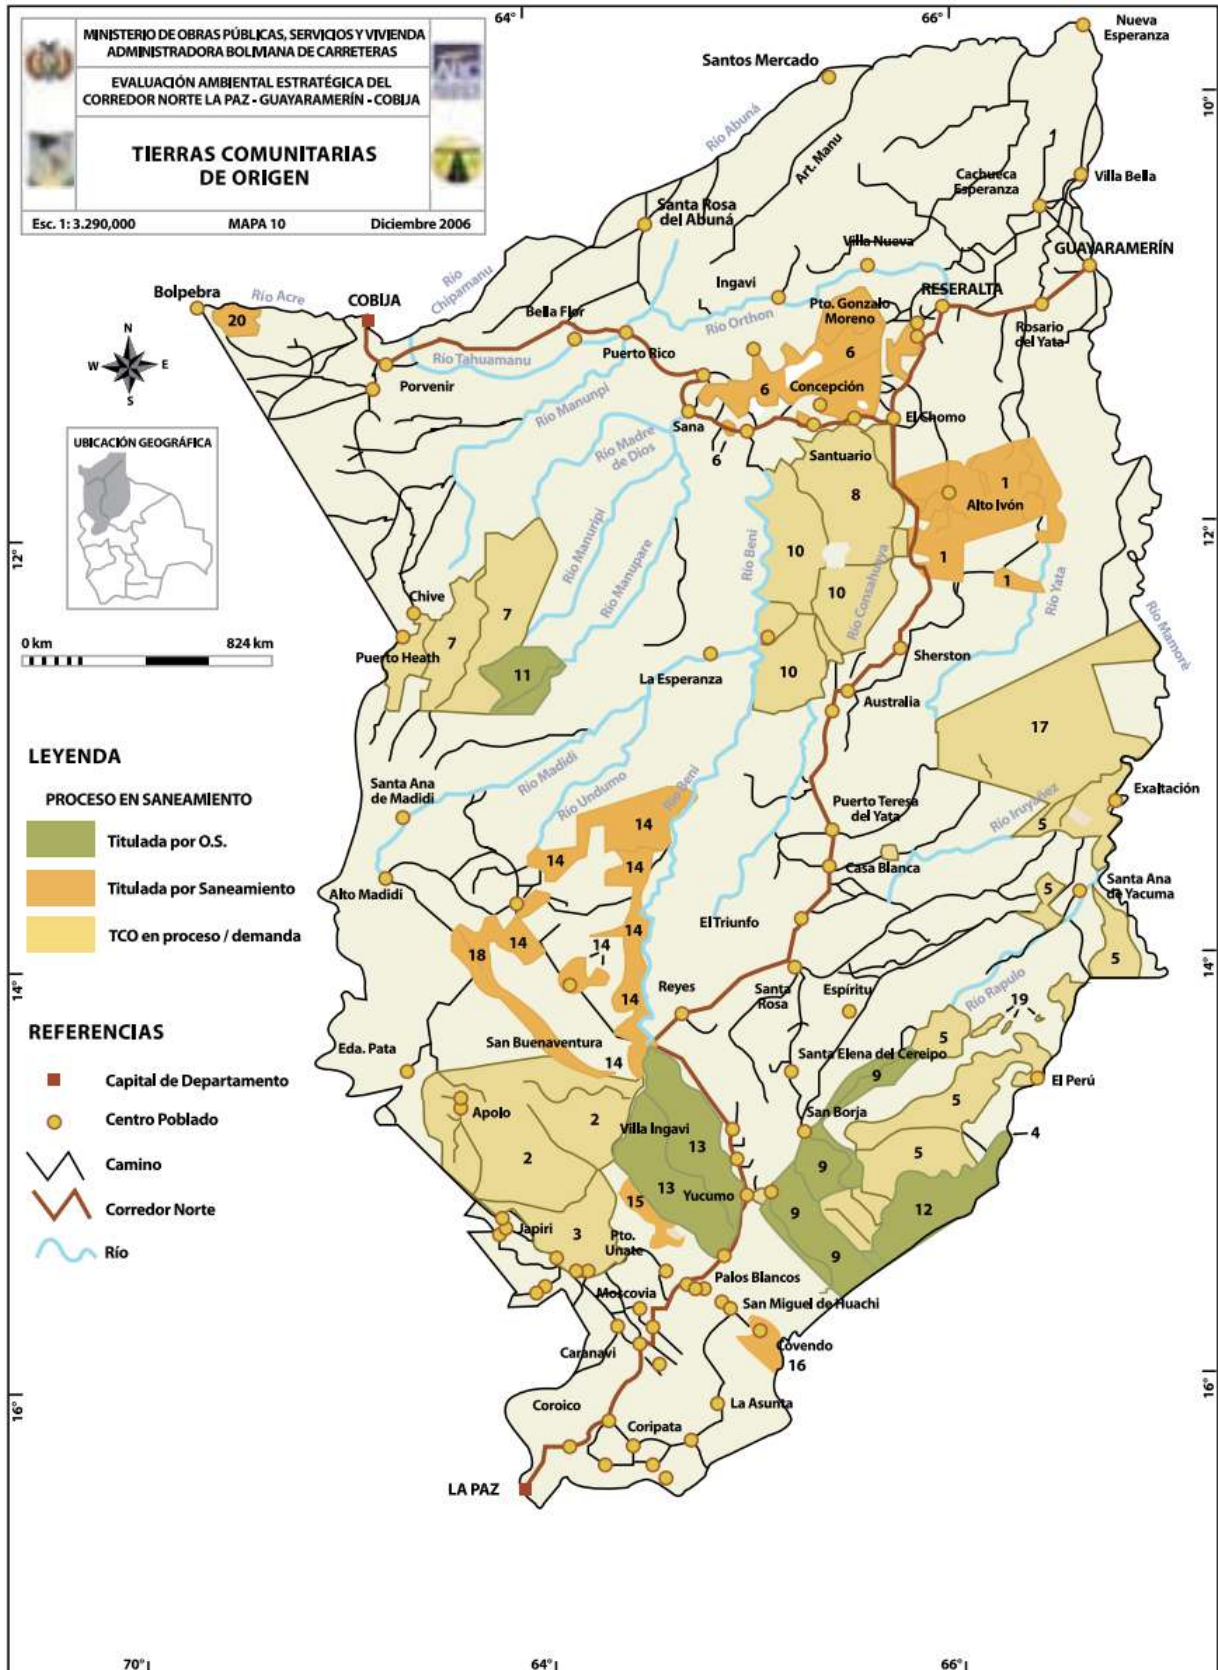 64°
66°
MINISTERIO DE OBRAS PÚBLICAS, SERVICIOS Y VIVIENDA
ADMINISTRADORA BOLIVIANA DE CARRETERAS
EVALUACIÓN AMBIENTAL ESTRATÉGICA DEL
CORREDOR NORTE LA PAZ - GUAYARAMERÍN - COBIJA
TIERRAS COMUNITARIAS
DE ORIGEN
Esc. 1: 3.290,000
MAPA 10
Diciembre 2006
Nueva
Esperanza
Santos Mercado
10°
Río Abuná
Art. Manu
1
Cachueca
Esperanza
Villa Bella
Santa Rosa
del Abuná
Villa Nueva
GUAYARAMERÍN
Río
Chipamanu
Ingavi
Bolpebra
Río Acre
COBIJA
Pto. Gonzalo
Moreno
RESERALTA
20
Bella Flor
Río Orthon
Rosario
del Yata
N
W
E
S
Río Tahuamanu
Puerto Rico
6
Porvenir
6
Concepción
Río Manunpi
Sana
El Chomo
UBICACIÓN GEOGRÁFICA
Río Madre
de Dios
6
Santuario
8
1
Alto Ivón
12°
12°
Río Manuripi
Río Manupare
Río Beni
10
1
1
10
Río Consahuaya
Río Yata
Río Mamoré
Chive
7
7
0 km
824 km
Puerto Heath
11
La Esperanza
10
Sherston
Australia
17
LEYENDA
PROCESO EN SANEAMIENTO
Titulada por O.S.
Titulada por Saneamiento
TCO en proceso / demanda
Río Madidi
Santa Ana
de Madidi
Río Undumo
Río Beni
Puerto Teresa
del Yata
Río Iruyañez
Exaltación
14
5
14
14
Casa Blanca
Alto Madidi
5
Santa Ana
de Yacuma
El Triunfo
14
14
14
18
5
14°
14°
14
Reyes
Santa
Rosa
Espíritu
Río Rapulo
19
REFERENCIAS
Capital de Departamento
Centro Poblado
Camino
Corredor Norte
Río
Eda. Pata
San Buenaventura
14
5
Santa Elena del Cereipo
9
El Perú
5
Apolo
2
Villa Ingavi
San Borja
4
13
5
2
9
13
15
Yucumo
9
12
Japiri
3
Pto.
Unate
9
Palos Blancos
Moscovia
San Miguel de Huachi
Caranavi
Covendo
16
16°
16°
Coroico
La Asunta
Coripata
LA PAZ
70°
64°
66°